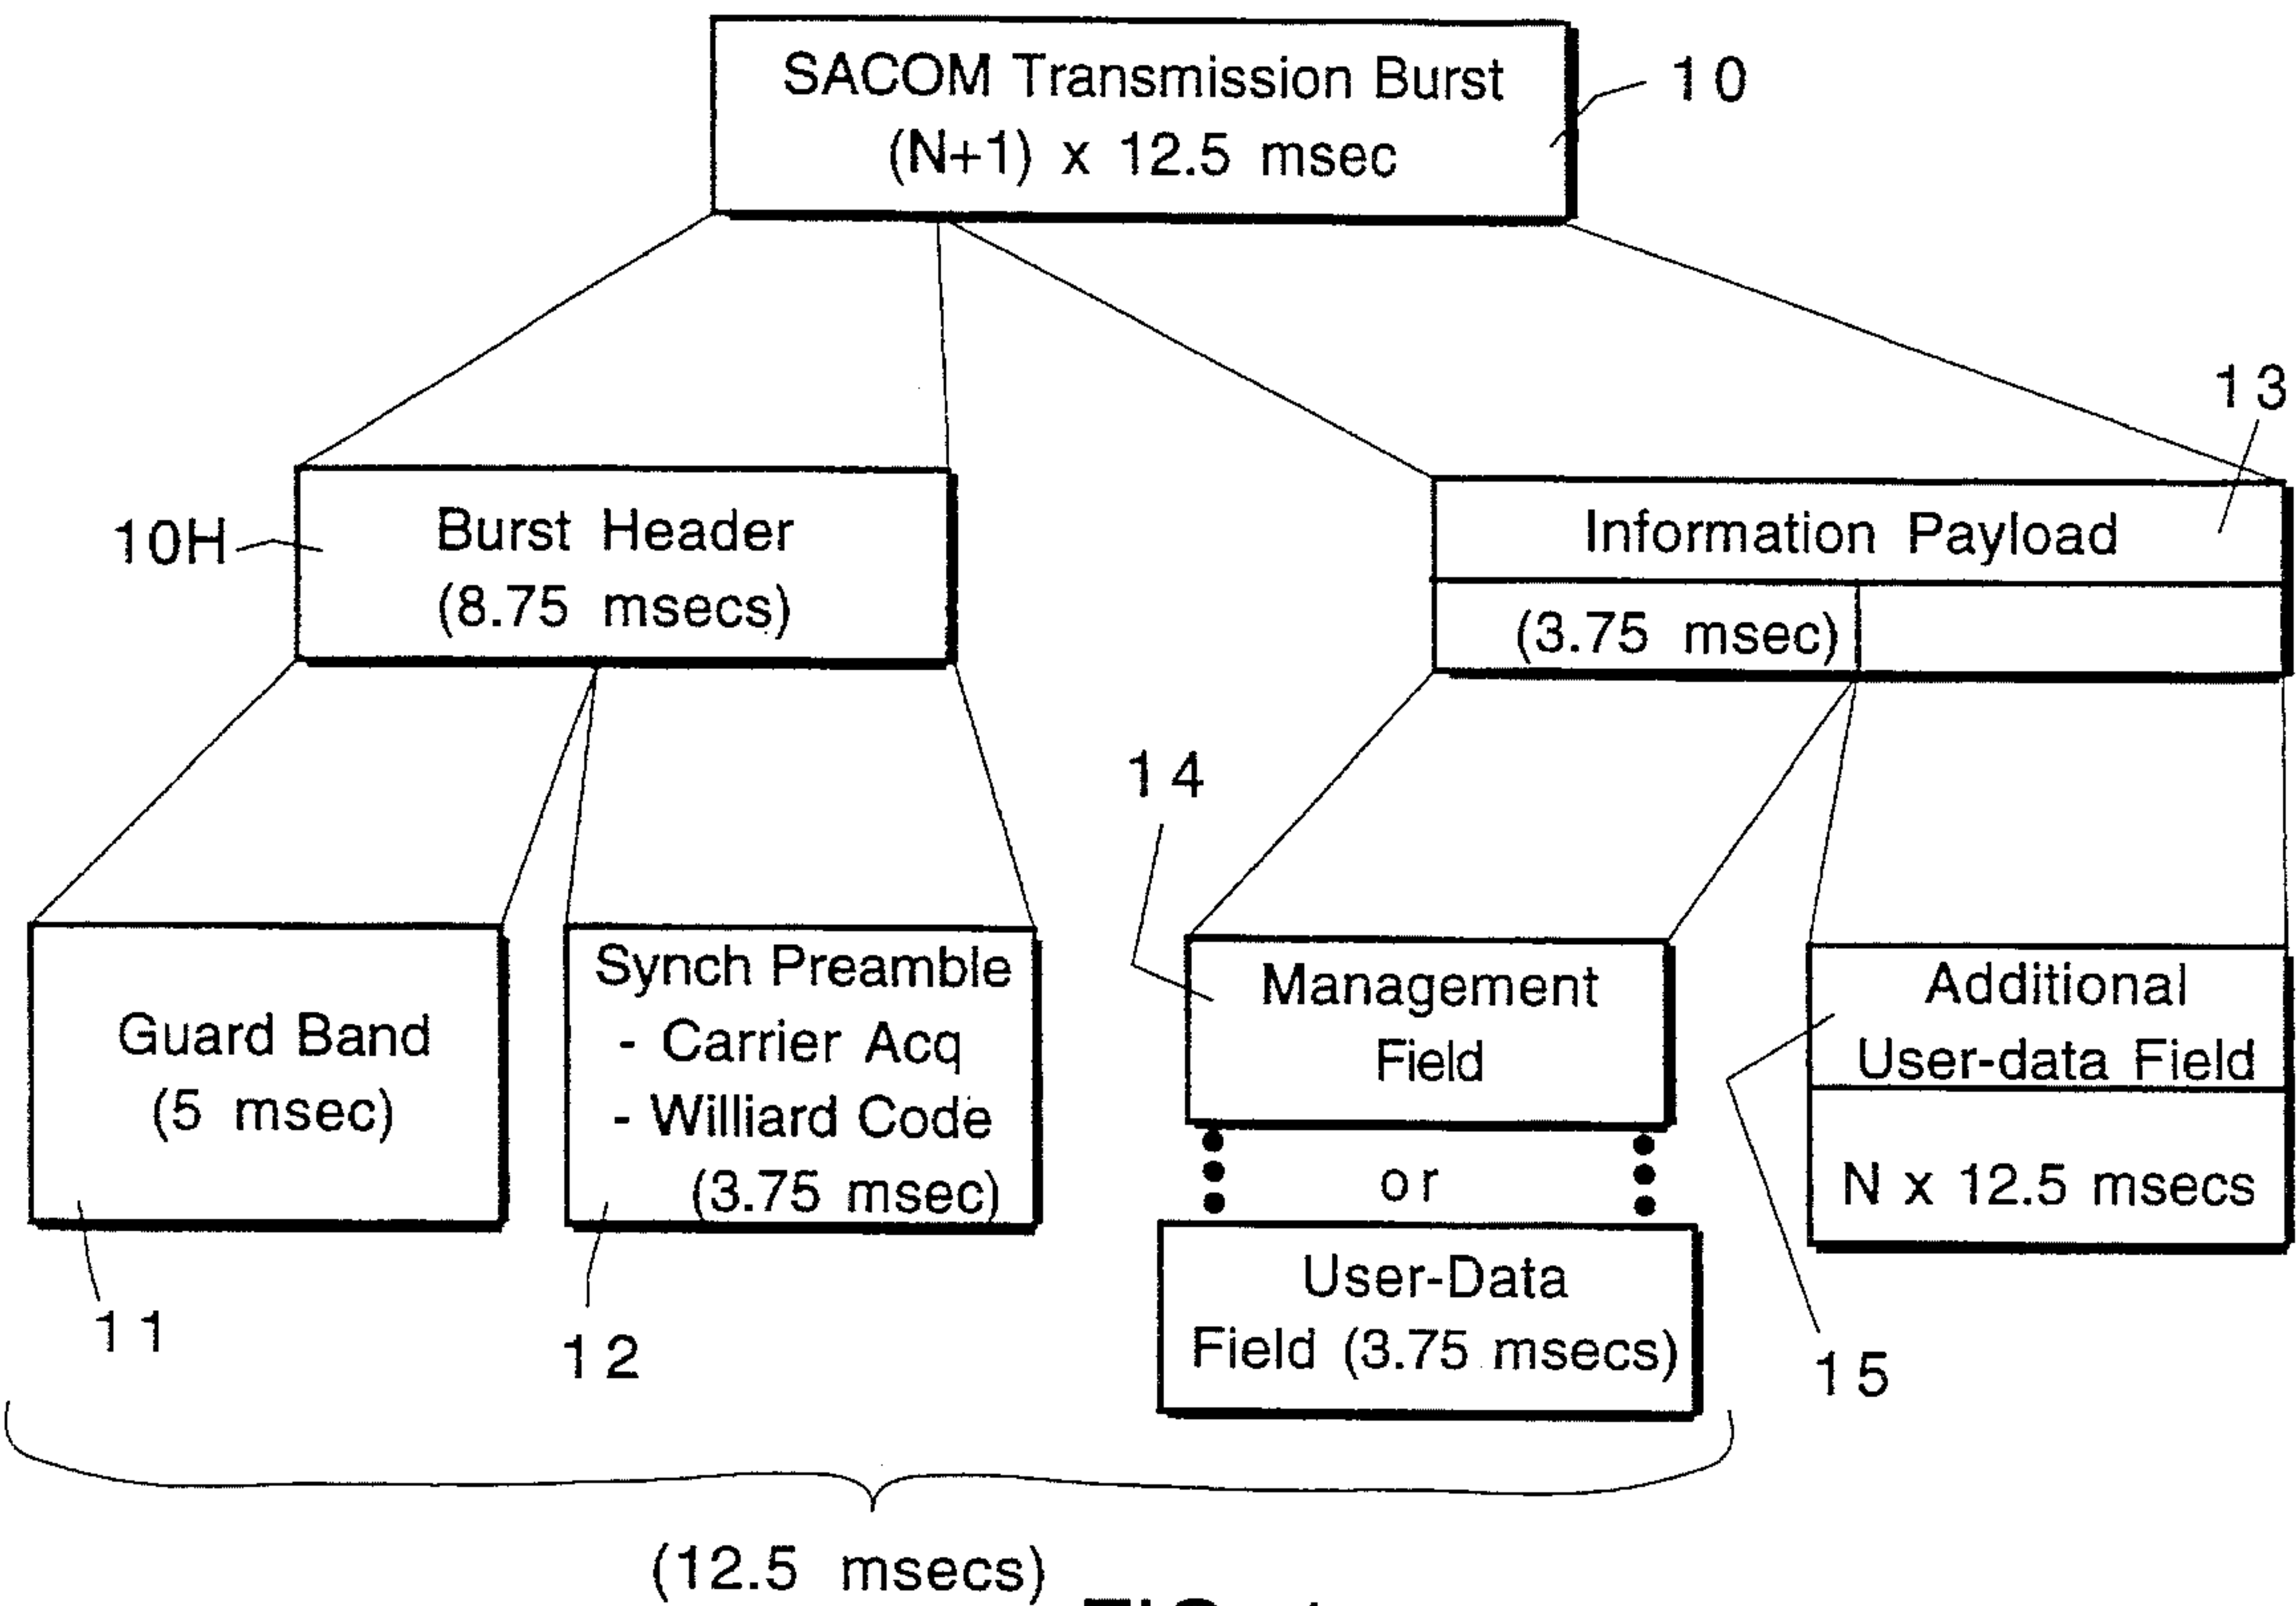 SACOM Transmission Burst
(N+1) x 12.5 msec
10
13
10H
Burst Header
(8.75 msecs)
Information Payload
(3.75 msec)
14
Guard Band
(5 msec)
11
Synch Preamble
- Carrier Acq
- Williard Code
(3.75 msec)
12
Management
Field
or
User-Data
Field (3.75 msecs)
Additional
User-data Field
N x 12.5 msecs
15
(12.5 msecs)